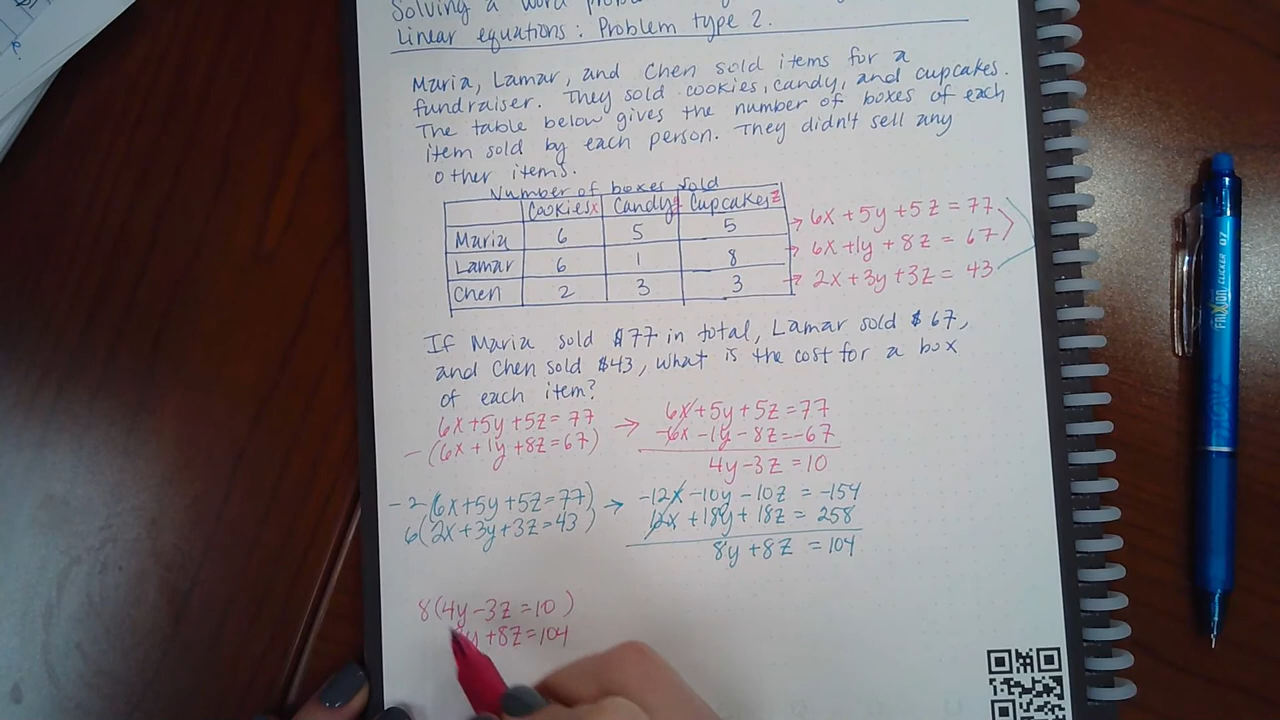 Solving a word
Linear equations: Problem type 2.
Maria, Lamar, and Chen sold items for a
fundraiser. They sold cookies, candy, and cupcakes.
The table below gives the number of boxes of each
item sold by each person. They didn't sell any
other items.
Number of boxes sold
Cookies x Candy y Cupcakes z
Maria 6 5 5 → 6x + 5y + 5z = 77
Lamar 6 1 8 → 6x + 1y + 8z = 67
Chen 2 3 3 → 2x + 3y + 3z = 43
If Maria sold $77 in total, Lamar sold $67,
and Chen sold $43, what is the cost for a box
of each item?
6x + 5y + 5z = 77 → 6x + 5y + 5z = 77
-(6x + 1y + 8z = 67) -6x - 1y - 8z = -67
4y - 3z = 10
-2(6x + 5y + 5z = 77) → -12x - 10y - 10z = -154
6(2x + 3y + 3z = 43) 12x + 18y + 18z = 258
8y + 8z = 104
8(4y - 3z = 10)
8y + 8z = 104
FRIXION CLICKER 07